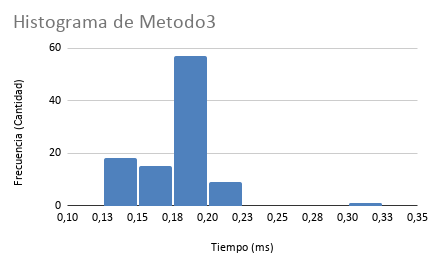 Histograma de Metodo3
60
40
20
0
Frecuencia (Cantidad)
0,10 0,13 0,15 0,18 0,20 0,23 0,25 0,28 0,30 0,33 0,35
Tiempo (ms)